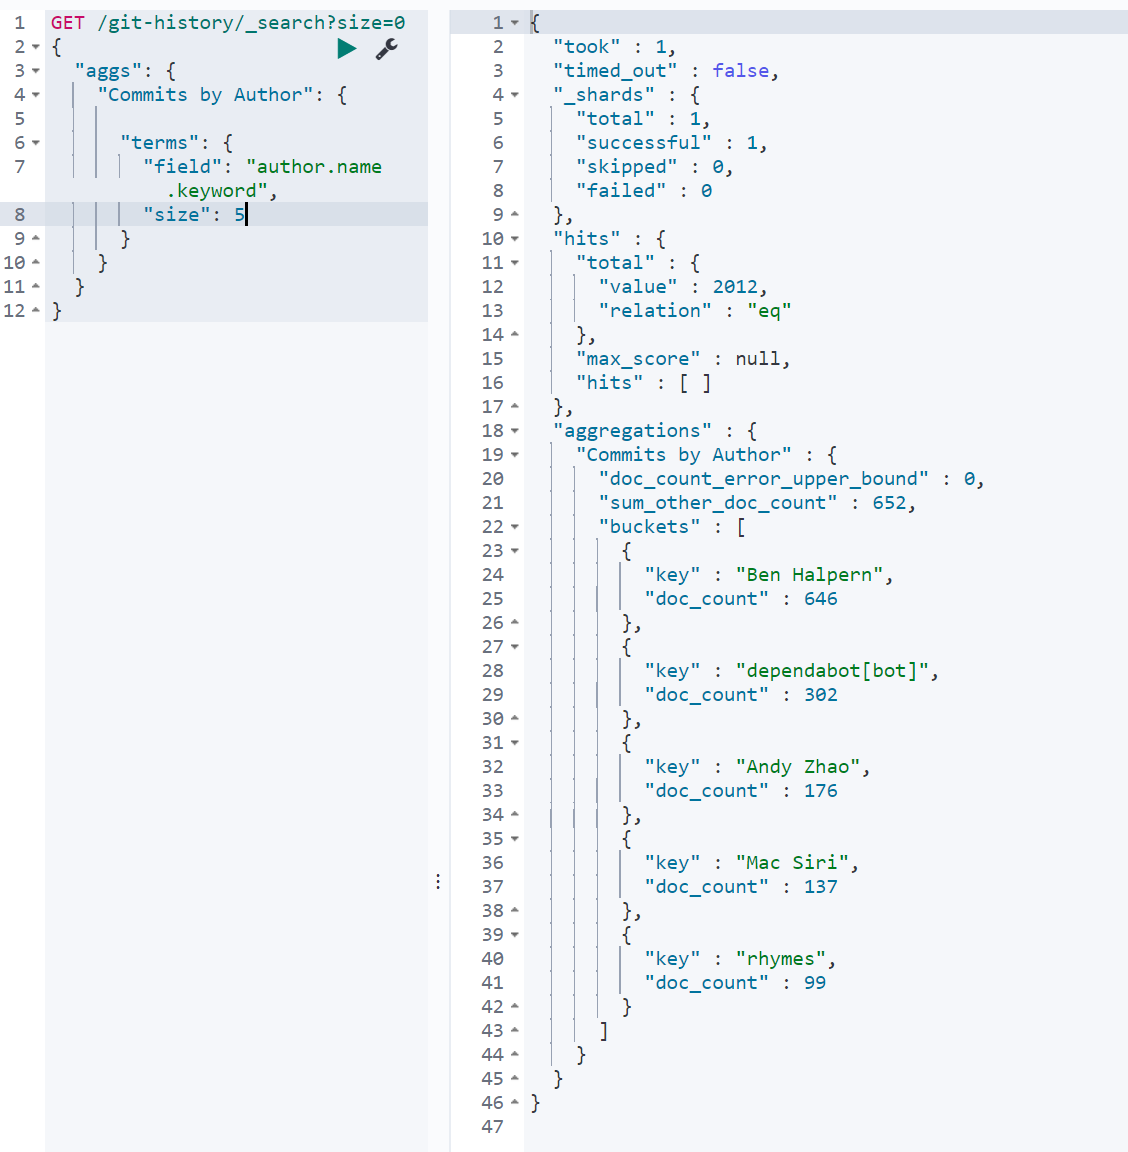 1 GET /git-history/_search?size=0
2 {
3 "aggs": {
4 "Commits by Author": {
5
6 "terms": {
7 "field": "author.name
.keyword",
8 "size": 5
9 }
10 }
11 }
12 }
1 {
2 "took" : 1,
3 "timed_out" : false,
4 "_shards" : {
5 "total" : 1,
6 "successful" : 1,
7 "skipped" : 0,
8 "failed" : 0
9 },
10 "hits" : {
11 "total" : {
12 "value" : 2012,
13 "relation" : "eq"
14 },
15 "max_score" : null,
16 "hits" : [ ]
17 },
18 "aggregations" : {
19 "Commits by Author" : {
20 "doc_count_error_upper_bound" : 0,
21 "sum_other_doc_count" : 652,
22 "buckets" : [
23 {
24 "key" : "Ben Halpern",
25 "doc_count" : 646
26 },
27 {
28 "key" : "dependabot[bot]",
29 "doc_count" : 302
30 },
31 {
32 "key" : "Andy Zhao",
33 "doc_count" : 176
34 },
35 {
36 "key" : "Mac Siri",
37 "doc_count" : 137
38 },
39 {
40 "key" : "rhymes",
41 "doc_count" : 99
42 }
43 ]
44 }
45 }
46 }
47